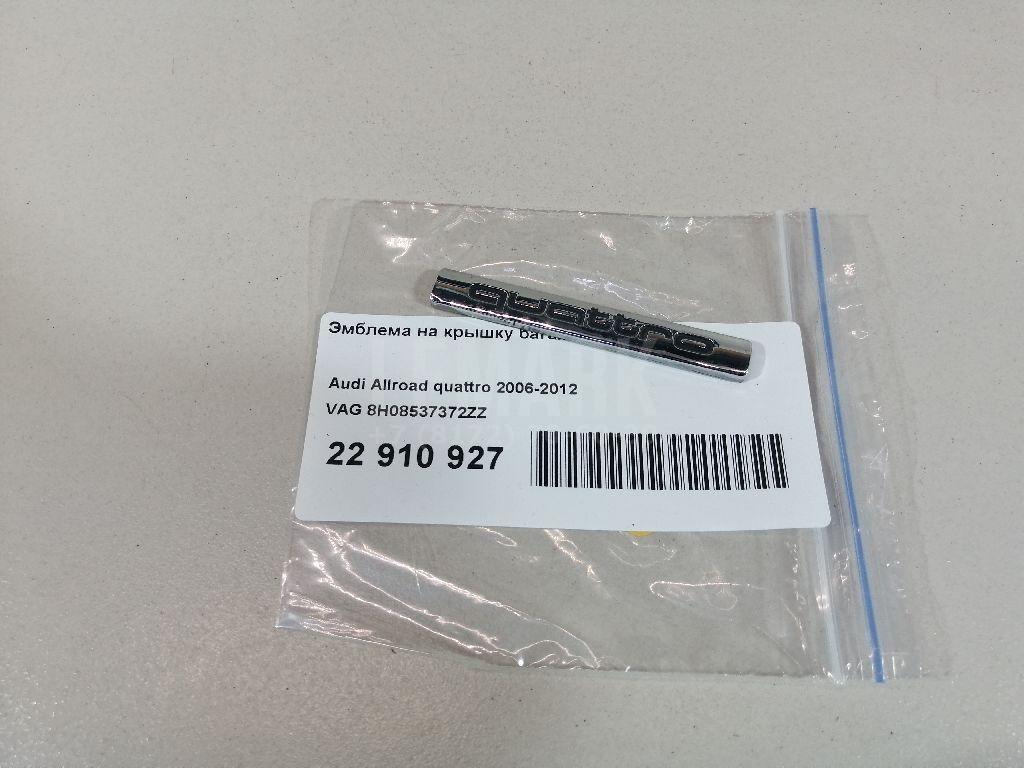 quattro
Эмблема на крышку
Audi Allroad quattro 2006-2012
VAG 8H08537372ZZ
22 910 927